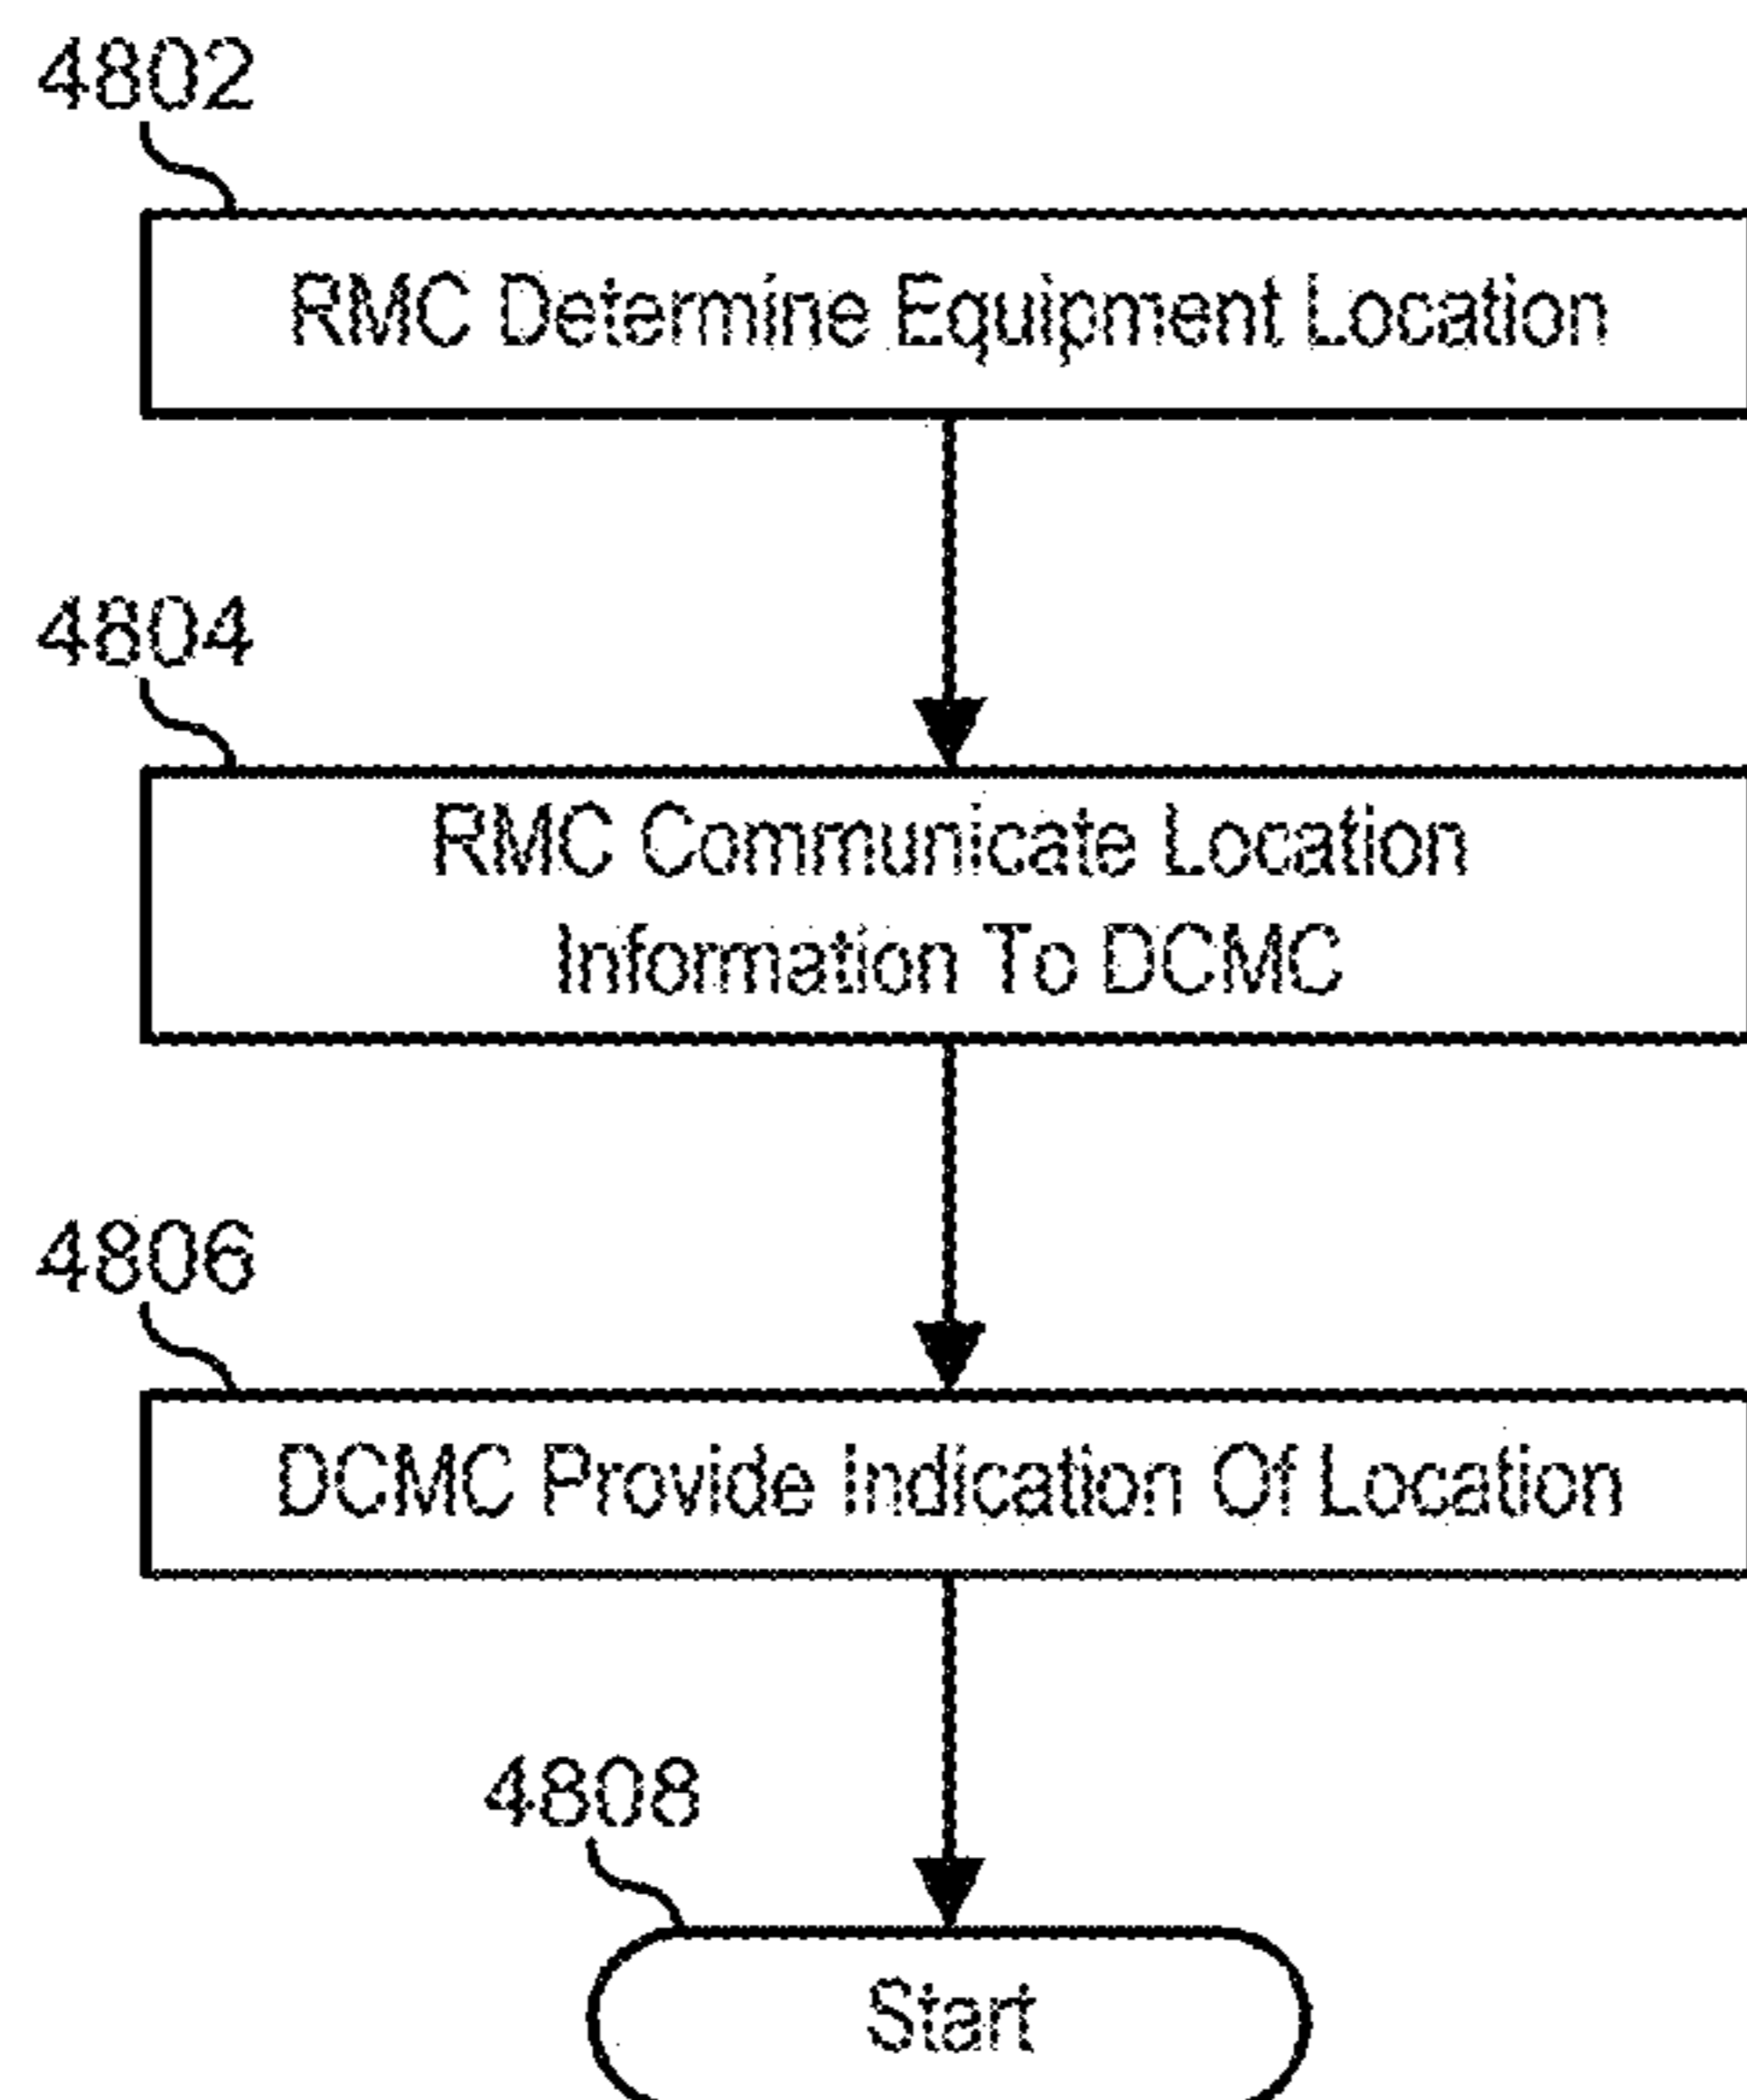 4802
RMC Determine Equipment Location
4804
RMC Communicate Location
Information To DCMC
4806
DCMC Provide Indication Of Location
4808
Start